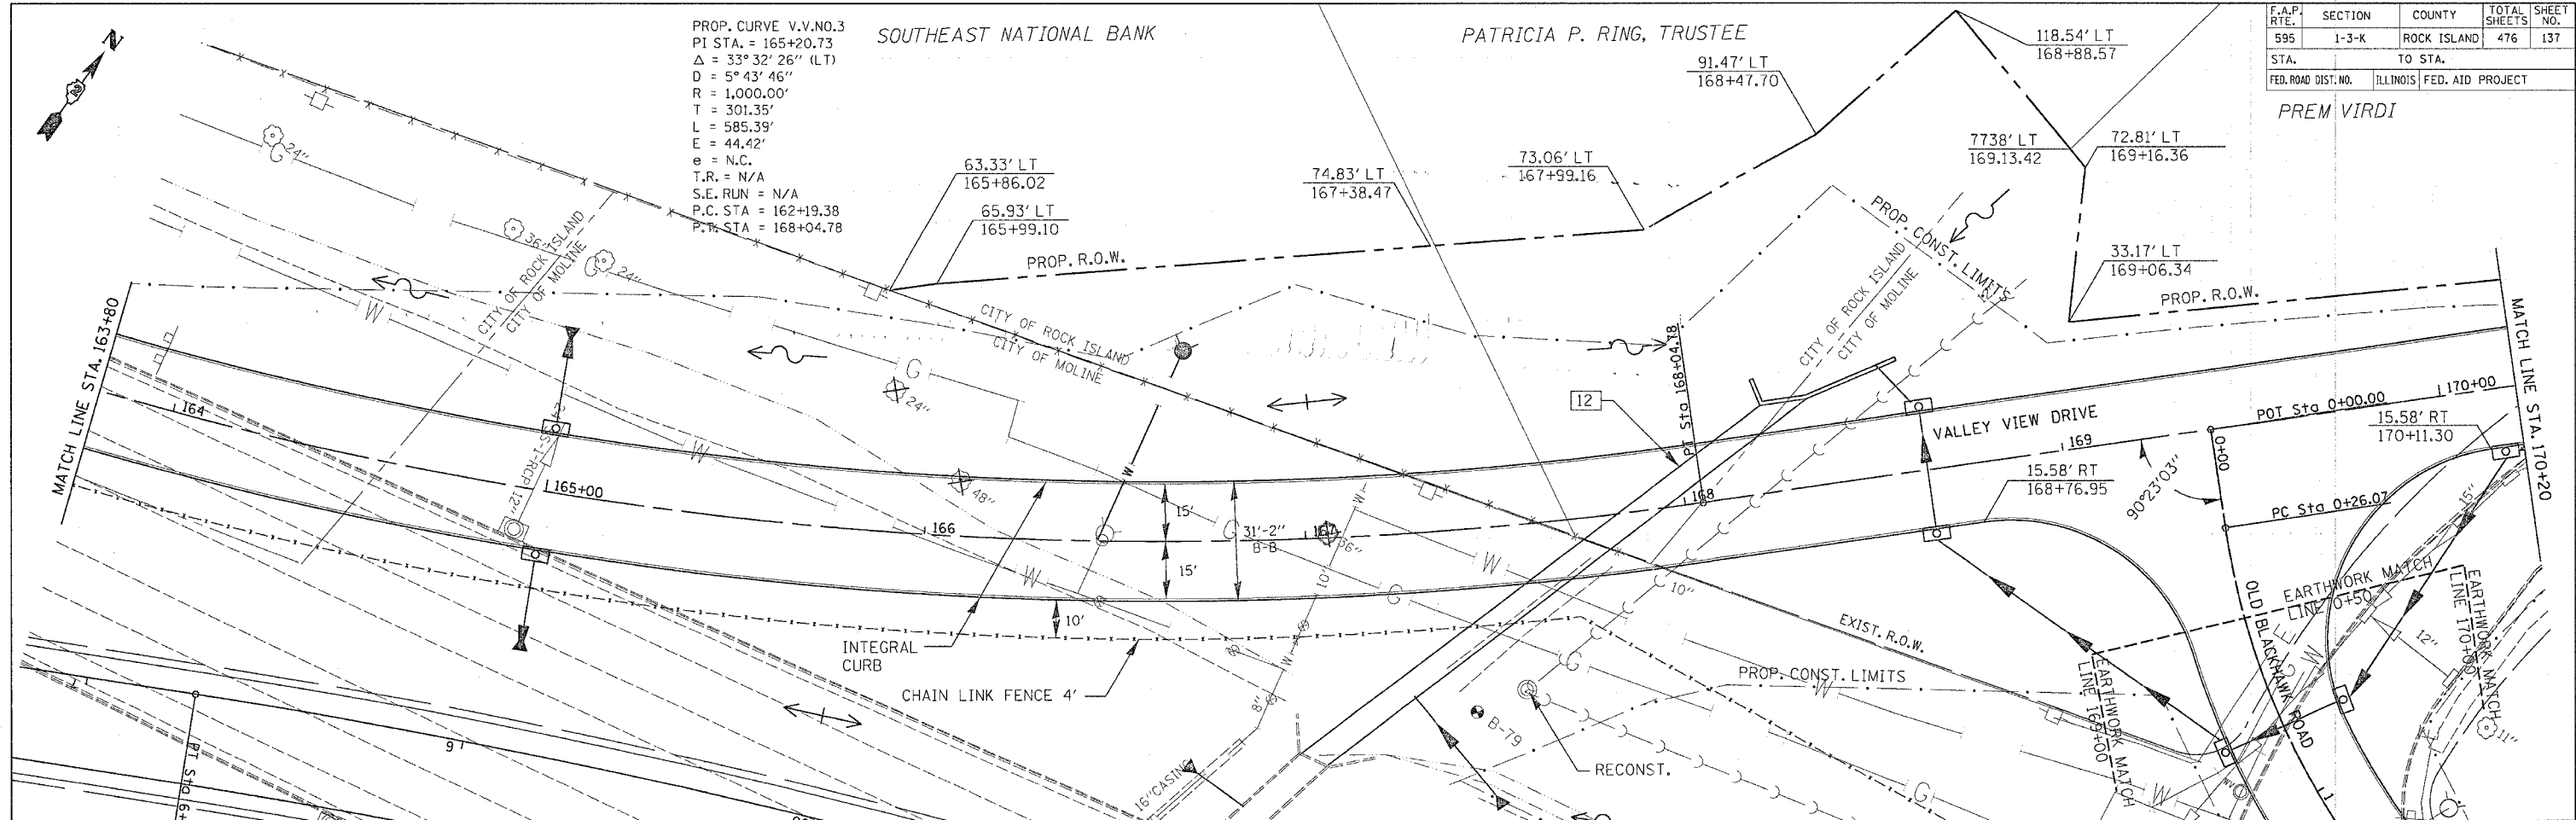 PROP. CURVE V.V.NO.3
PI STA. = 165+20.73
Δ = 33° 32' 26" (LT)
D = 5° 43' 46"
R = 1,000.00'
T = 301.35'
L = 585.39'
E = 44.42'
e = N.C.
T.R. = N/A
S.E. RUN = N/A
P.C. STA = 162+19.38
P.T. STA = 168+04.78
SOUTHEAST NATIONAL BANK
PATRICIA P. RING, TRUSTEE
F.A.P. RTE. SECTION COUNTY TOTAL SHEETS SHEET NO.
595 1-3-K ROCK ISLAND 476 137
STA. TO STA.
FED. ROAD DIST. NO. ILLINOIS FED. AID PROJECT
PREM VIRDI
N
118.54' LT
168+88.57
91.47' LT
168+47.70
7738' LT
169.13.42
72.81' LT
169+16.36
63.33' LT
165+86.02
65.93' LT
165+99.10
74.83' LT
167+38.47
73.06' LT
167+99.16
33.17' LT
169+06.34
PROP. R.O.W.
PROP. R.O.W.
PROP. CONST. LIMITS
24"
36"
24"
G
CITY OF ROCK ISLAND
CITY OF MOLINE
CITY OF ROCK ISLAND
CITY OF MOLINE
CITY OF ROCK ISLAND
CITY OF MOLINE
MATCH LINE STA. 163+80
MATCH LINE STA. 170+20
W
G
24"
48"
W
164
165+00
166
168
169
170+00
12
PT Sta 168+04.78
VALLEY VIEW DRIVE
POT Sta 0+00.00
0+00
15.58' RT
170+11.30
15.58' RT
168+76.95
90°23'03"
PC Sta 0+26.07
15'
15'
31'-2"
B-B
10'
G
36"
W
W
W
10'
10"
8"
W
G
G
INTEGRAL
CURB
CHAIN LINK FENCE 4'
EXIST. R.O.W.
PROP. CONST. LIMITS
W
EARTHWORK MATCH
LINE 0+50
EARTHWORK MATCH
LINE 170+00
EARTHWORK MATCH
LINE 169+00
OLD BLACKHAWK ROAD
15"
12"
11"
W
W
G
B-79
RECONST.
16" CASING
9
1